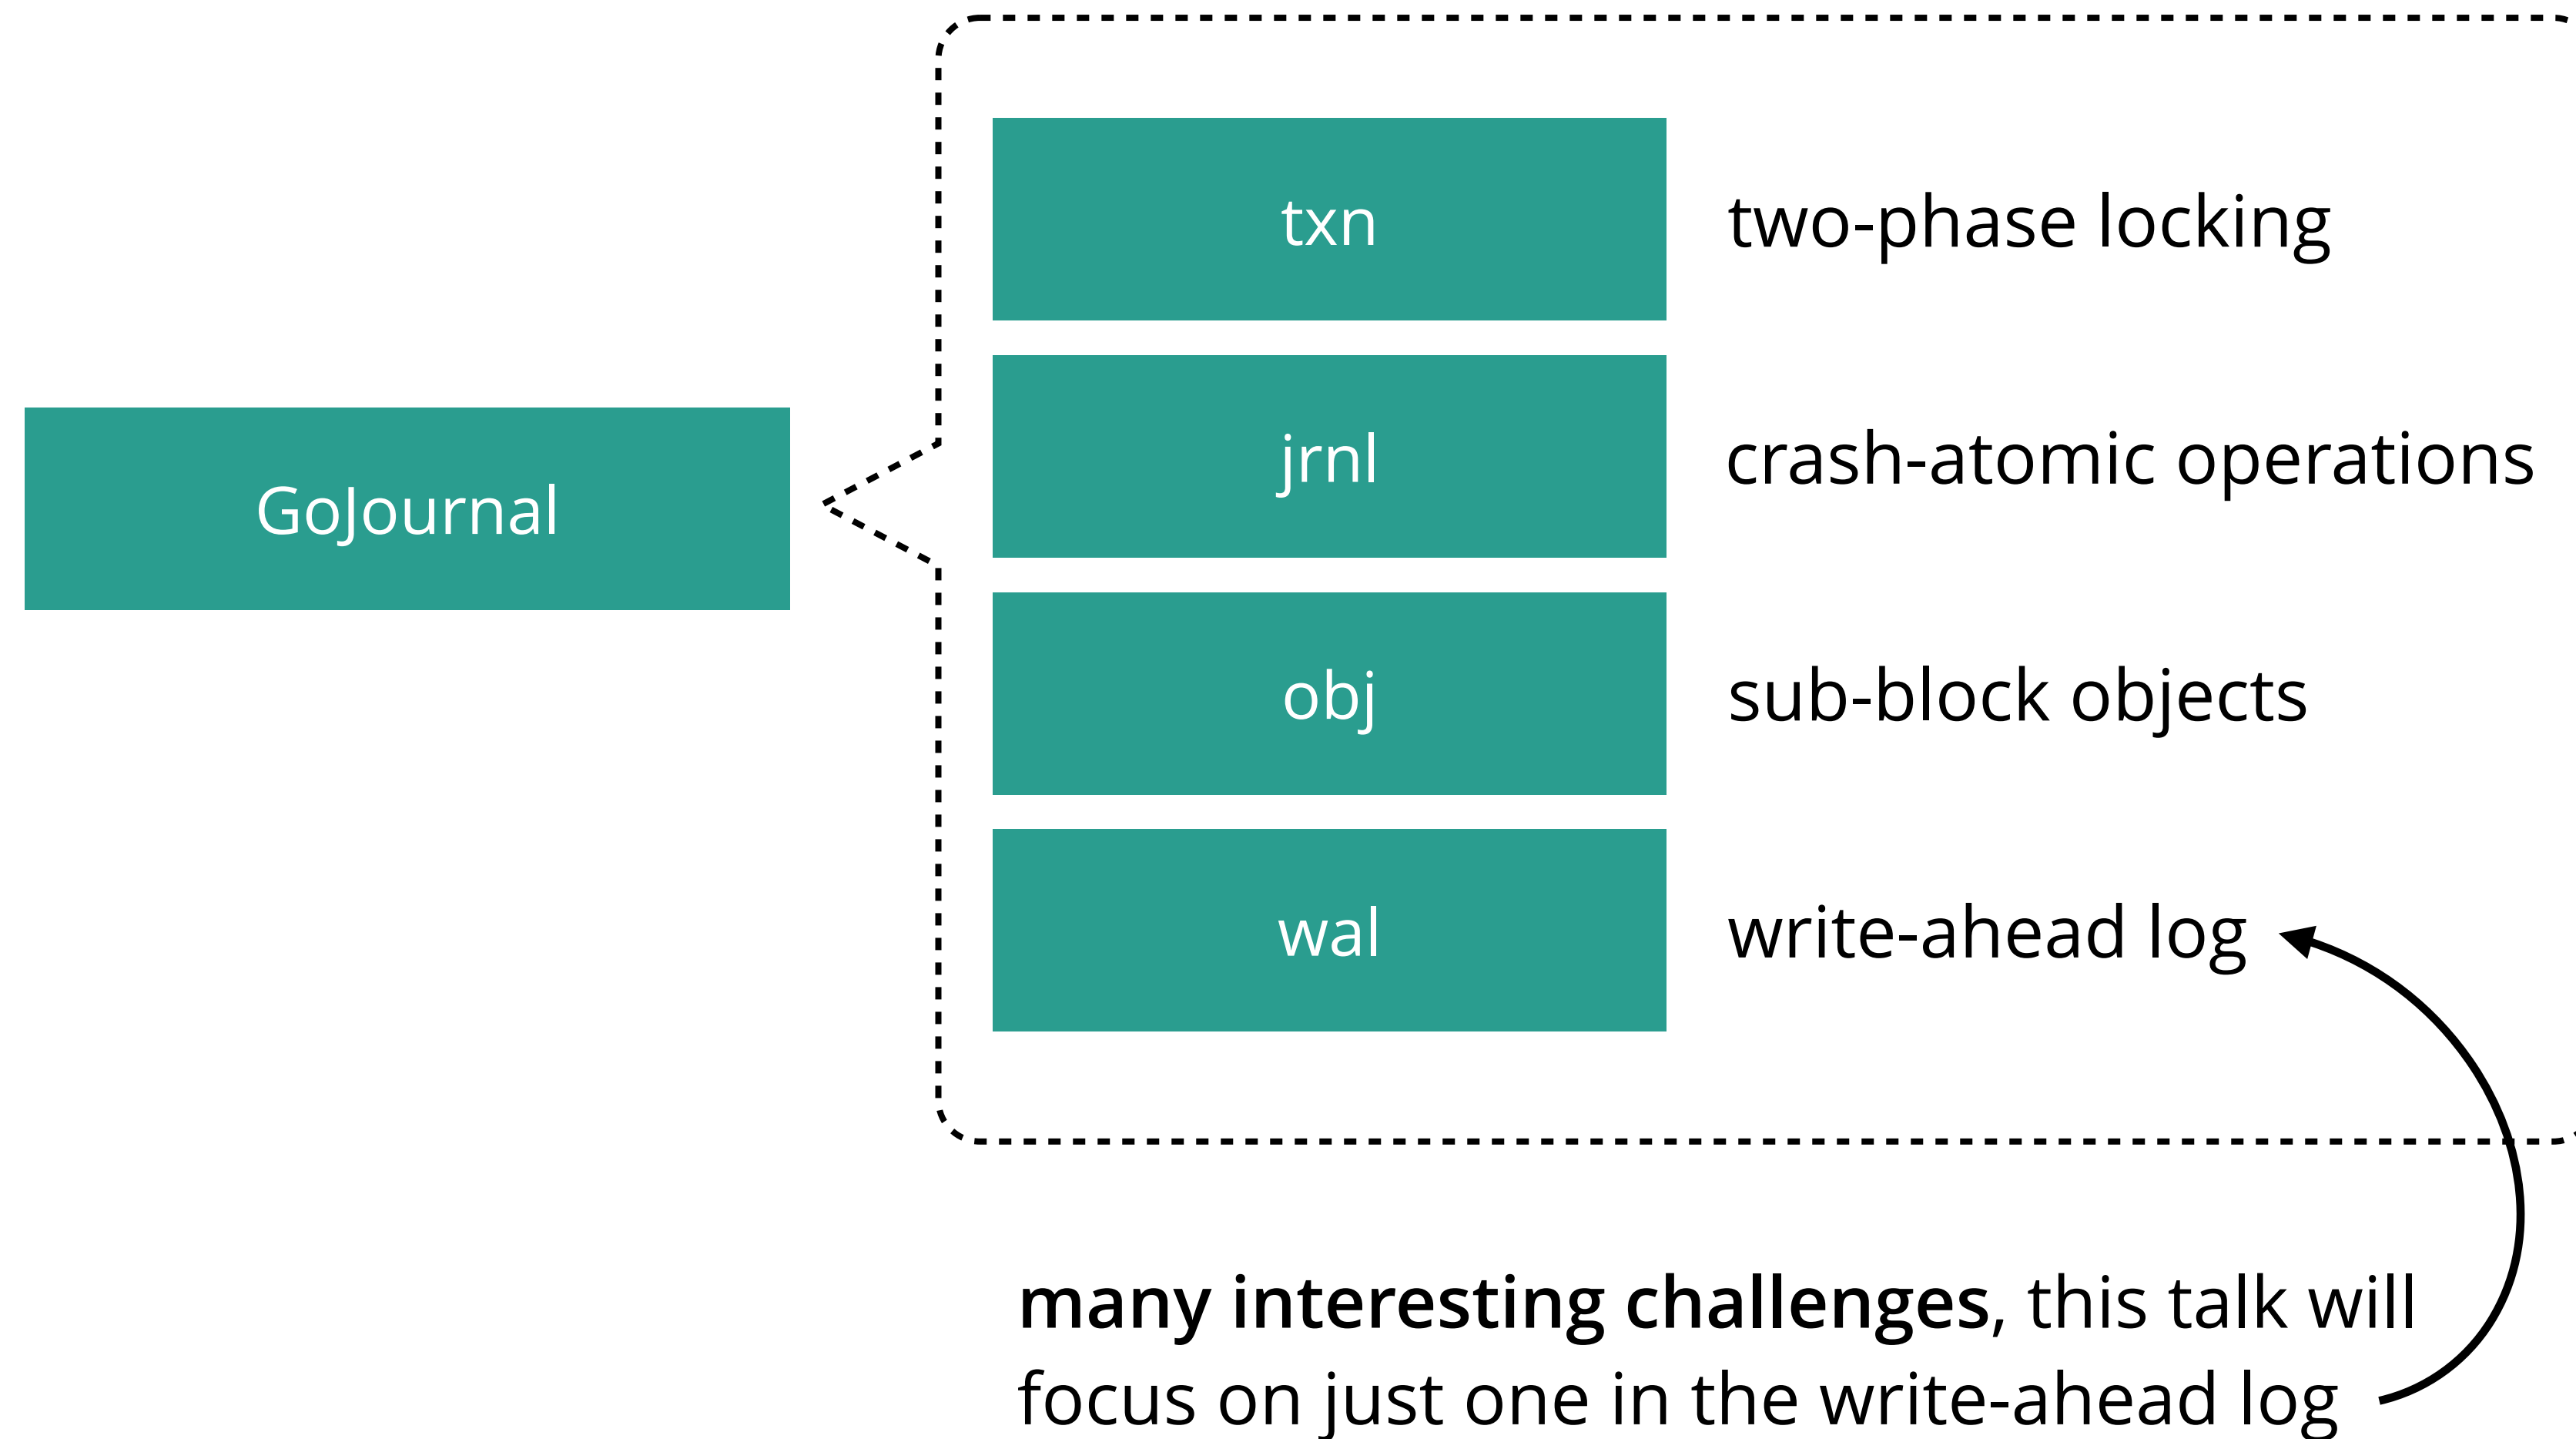 GoJournal
txn
two-phase locking
jrnl
crash-atomic operations
obj
sub-block objects
wal
write-ahead log
many interesting challenges, this talk will
focus on just one in the write-ahead log